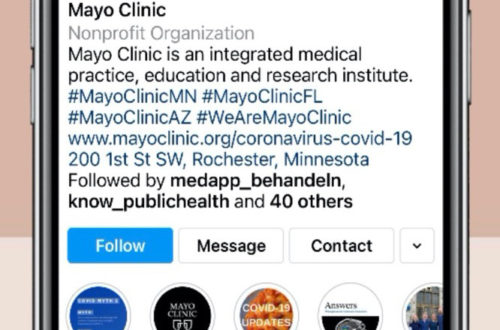 Mayo Clinic
Nonprofit Organization
Mayo Clinic is an integrated medical
practice, education and research institute.
#MayoClinicMN #MayoClinicFL
#MayoClinicAZ #WeAreMayoClinic
www.mayoclinic.org/coronavirus-covid-19
200 1st St SW, Rochester, Minnesota
Followed by medapp_behandeln,
know_publichealth and 40 others
Follow Message Contact
COVID MYTH &
MAYO
CLINIC
COVID-19
UPDATES
Answers